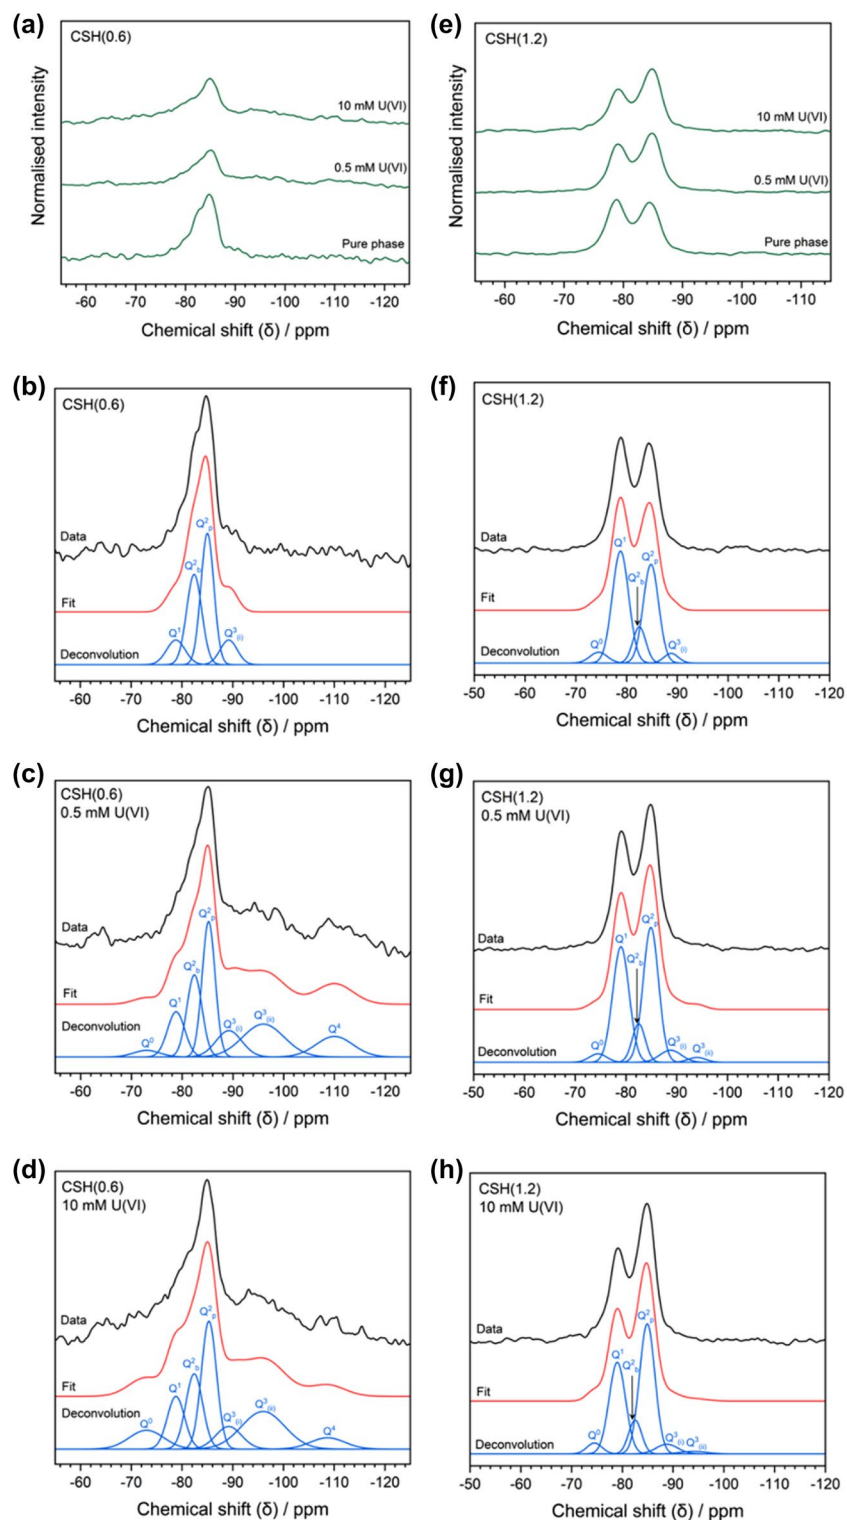 (a)
CSH(0.6)
Normalised intensity
10 mM U(VI)
0.5 mM U(VI)
Pure phase
-60 -70 -80 -90 -100 -110 -120
Chemical shift (δ) / ppm
(e)
CSH(1.2)
Normalised intensity
10 mM U(VI)
0.5 mM U(VI)
Pure phase
-60 -70 -80 -90 -100 -110
Chemical shift (δ) / ppm
(b)
CSH(0.6)
Data
Q²p
Q²b
Fit
Q¹ Q³(i)
Deconvolution
-60 -70 -80 -90 -100 -110 -120
Chemical shift (δ) / ppm
(f)
CSH(1.2)
Data
Q¹ Q²p
Q²b
Fit
Deconvolution
Q⁰ Q³(i)
-50 -60 -70 -80 -90 -100 -110 -120
Chemical shift (δ) / ppm
(c)
CSH(0.6)
0.5 mM U(VI)
Data
Q²p
Q²b
Fit
Q¹
Deconvolution
Q⁰ Q³(i) Q³(ii) Q⁴
-60 -70 -80 -90 -100 -110 -120
Chemical shift (δ) / ppm
(g)
CSH(1.2)
0.5 mM U(VI)
Data
Q²p
Q¹ Q²b
Fit
Deconvolution
Q⁰ Q³(i) Q³(ii)
-50 -60 -70 -80 -90 -100 -110 -120
Chemical shift (δ) / ppm
(d)
CSH(0.6)
10 mM U(VI)
Data
Q²p
Q²b
Fit
Q¹
Deconvolution
Q⁰ Q³(i) Q³(ii) Q⁴
-60 -70 -80 -90 -100 -110 -120
Chemical shift (δ) / ppm
(h)
CSH(1.2)
10 mM U(VI)
Data
Q²p
Q¹ Q²b
Fit
Deconvolution
Q⁰ Q³(i) Q³(ii)
-50 -60 -70 -80 -90 -100 -110 -120
Chemical shift (δ) / ppm